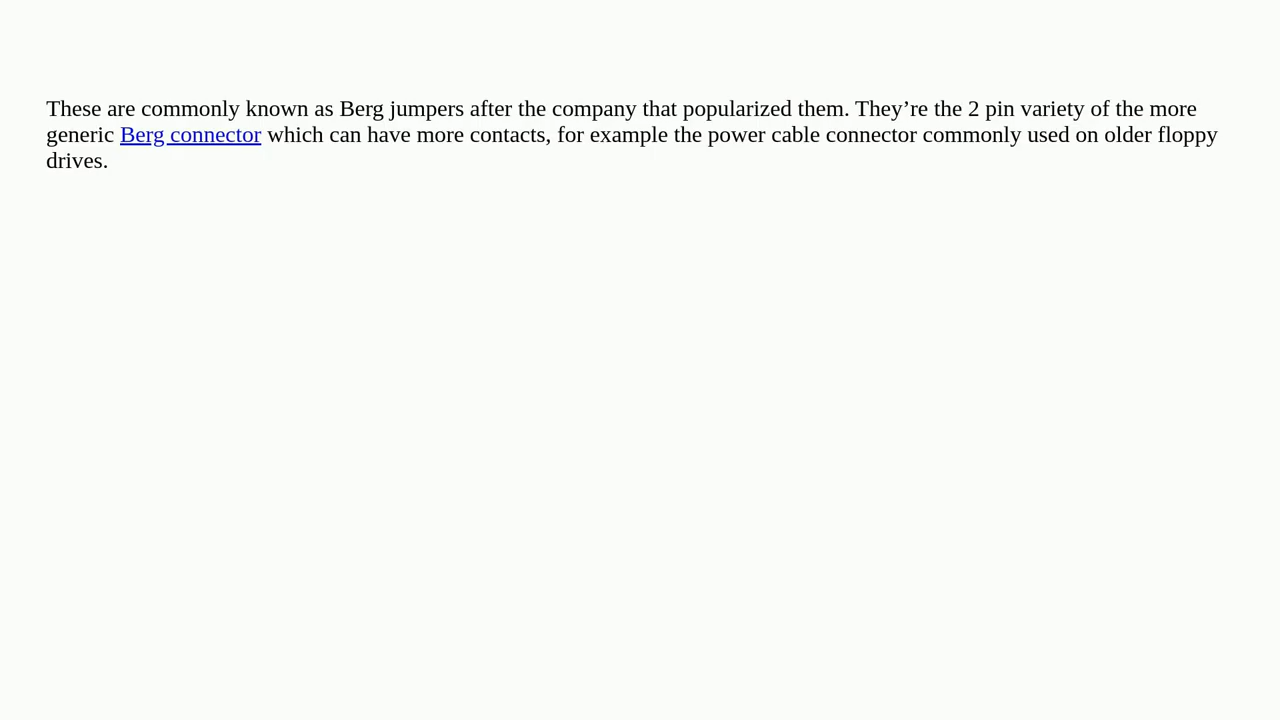 These are commonly known as Berg jumpers after the company that popularized them. They’re the 2 pin variety of the more
generic Berg connector which can have more contacts, for example the power cable connector commonly used on older floppy
drives.